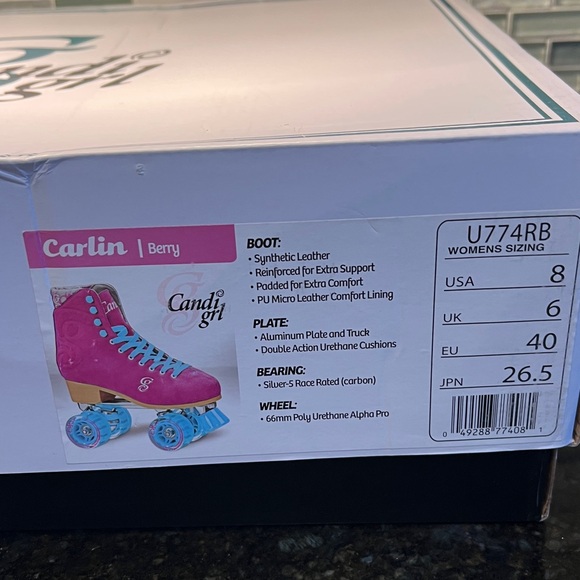 Candi
grl
Carlin | Berry
Candi
grl
BOOT:
• Synthetic Leather
• Reinforced for Extra Support
• Padded for Extra Comfort
• PU Micro Leather Comfort Lining
PLATE:
• Aluminum Plate and Truck
• Double Action Urethane Cushions
BEARING:
• Silver-5 Race Rated (carbon)
WHEEL:
• 66mm Poly Urethane Alpha Pro
U774RB
WOMENS SIZING
USA 8
UK 6
EU 40
JPN 26.5
0 49288 77408 1